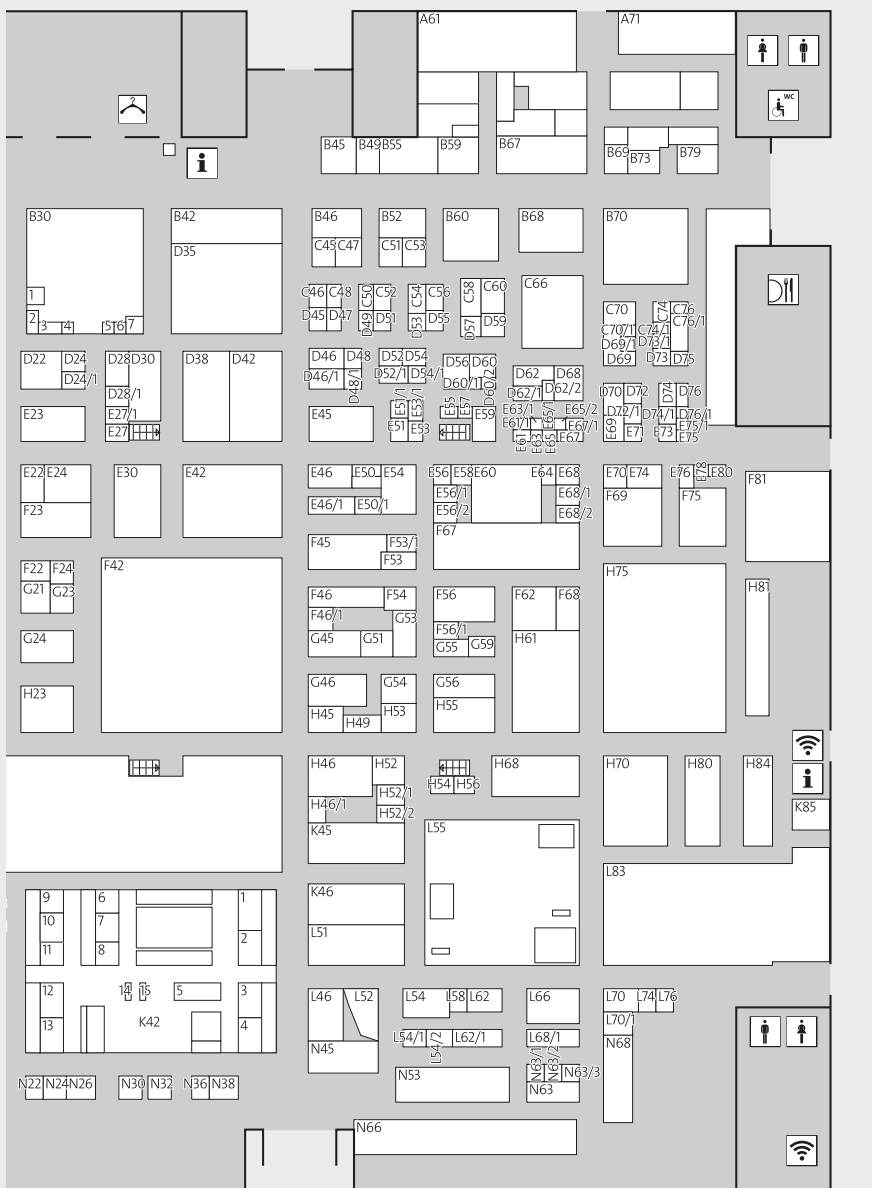 A61
A71
WC
B45
B49
B55
B59
B67
B69
B73
B79
B30
B42
D35
B46
C45
C47
B52
C51
C53
B60
B68
B70
1
2
3
4
5
6
7
C46
C48
D45
D47
C50
C52
D49
D51
C54
C56
D53
D55
C58
C60
D57
D59
C66
C70
C70/1
D69/1
D69
C74
C76
C76/1
C74/1
D73/1
D73
D75
D22
D24
D24/1
D28
D30
D28/1
E27/1
E27
D38
D42
D46
D48
D46/1
D48/1
D52
D54
D52/1
D54/1
D56
D60
D60/1
D60/2
D62
D68
D62/1
D62/2
D70
D72
D72/1
D74
D76
D74/1
D76/1
E23
E45
E51/1
E53/1
E51
E53
E55
E57
E59
E63/1
E65/1
E65/2
E61/1
E67/1
E61
E63
E65
E67
E69
E71
E73
E75/1
E75
E22
E24
F23
E30
E42
E46
E50
E54
E46/1
E50/1
E56
E58
E60
E64
E68
E56/1
E68/1
E56/2
E68/2
F67
E70
E74
F69
E76
E78
E80
F75
F81
F22
F24
G21
G23
F42
F45
F53/1
F53
H75
H81
F46
F54
F46/1
G53
G45
G51
F56
F56/1
G55
G59
F62
F68
H61
G24
H23
G46
G54
H45
H49
H53
G56
H55
H46
H52
H46/1
H52/1
H52/2
K45
H54
H56
H68
H70
H80
H84
K85
L55
L83
K46
L51
9
10
11
6
7
8
1
2
12
13
14
15
5
3
4
K42
L46
L52
N45
L54
L58
L62
L54/1
L54/2
L62/1
L66
L68/1
N63/1
N63/2
N63/3
N63
L70
L74
L76
L70/1
N68
N22
N24
N26
N30
N32
N36
N38
N53
N66